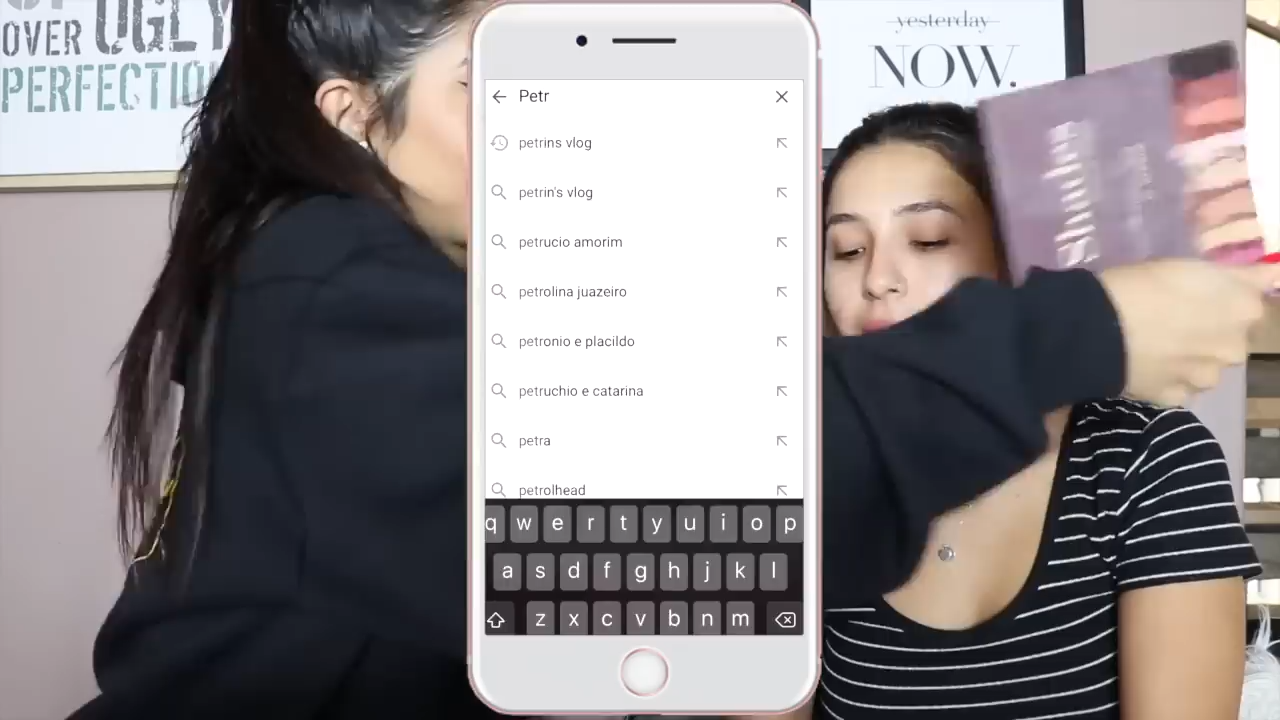 OVER UGLY
PERFECTIO
yesterday
NOW.
Shades
Petr
petrins vlog
petrin's vlog
petrucio amorim
petrolina juazeiro
petronio e placildo
petruchio e catarina
petra
petrolhead
q w e r t y u i o p
a s d f g h j k l
z x c v b n m